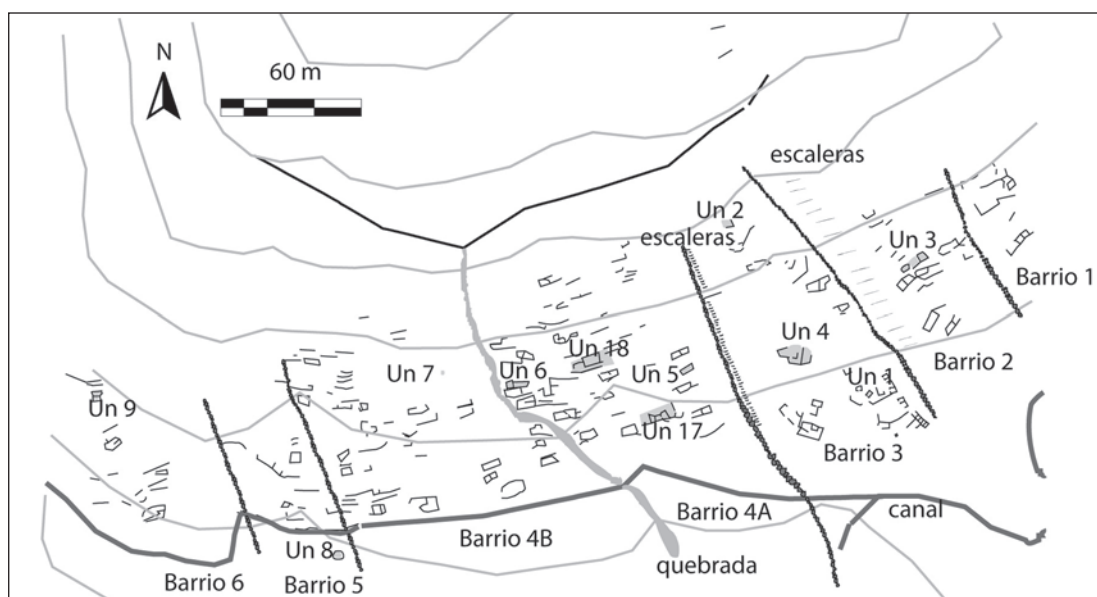 N
60 m
escaleras
Un 2
escaleras
Un 3
Barrio 1
Un 4
Un 18
Barrio 2
Un 7
Un 6
Un 5
Un 1
Un 9
Un 17
Barrio 3
canal
Barrio 4A
Barrio 4B
Un 8
quebrada
Barrio 6
Barrio 5